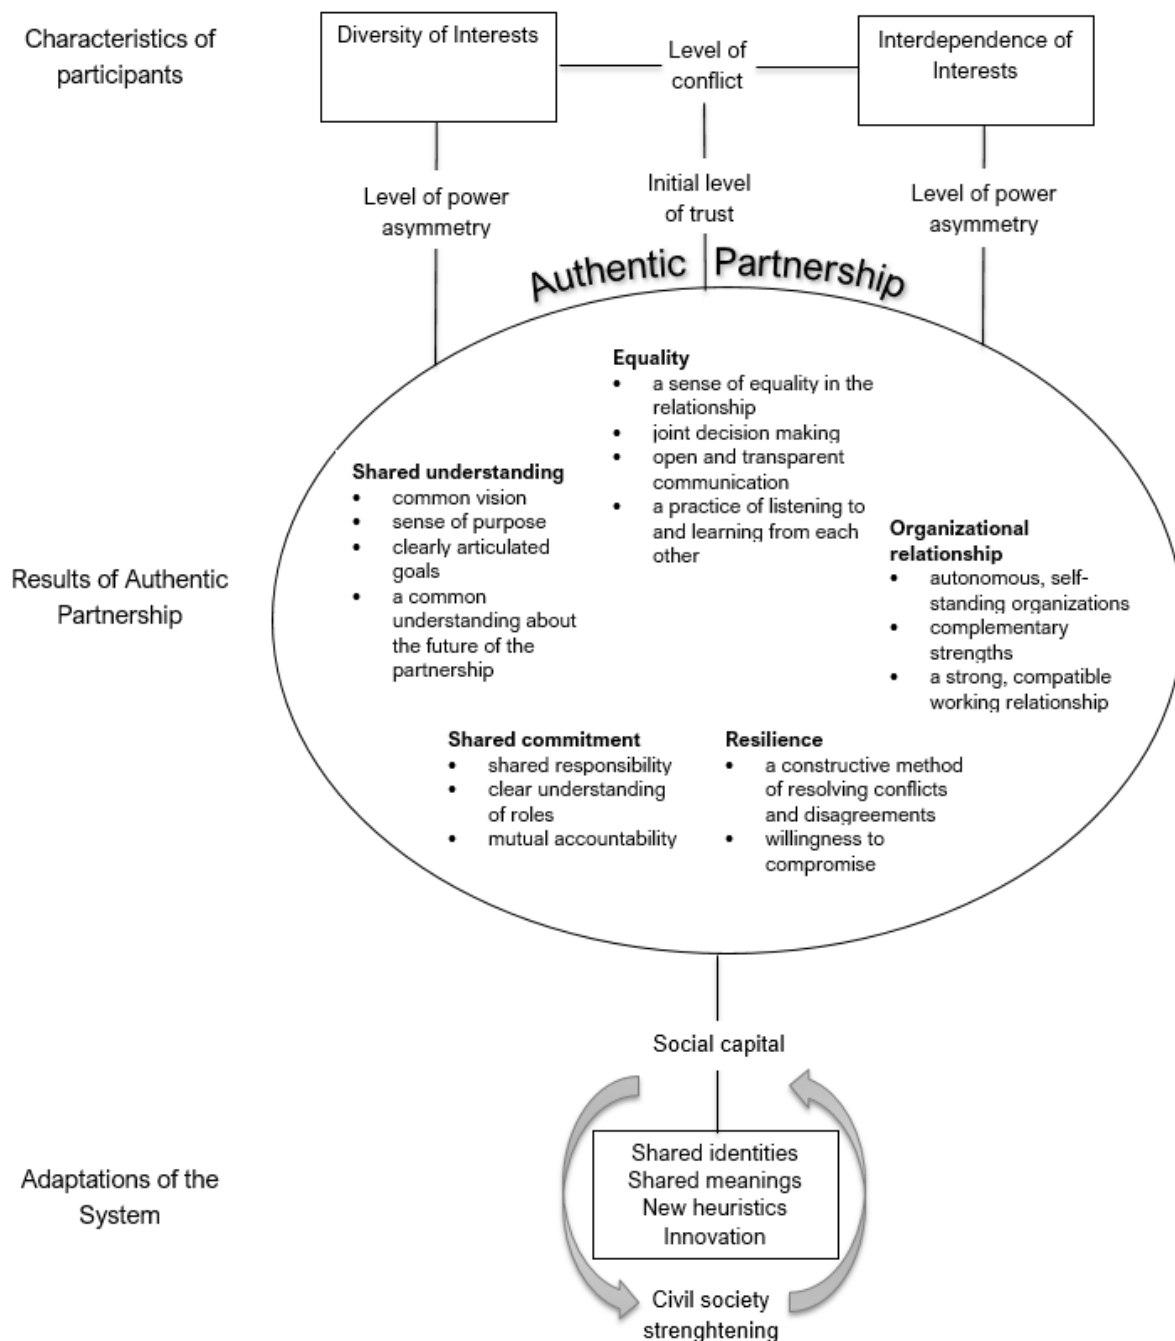 Characteristics of
participants
Diversity of Interests
Level of
conflict
Interdependence of
Interests
Level of power
asymmetry
Initial level
of trust
Level of power
asymmetry
Authentic Partnership
Results of Authentic
Partnership
Equality
• a sense of equality in the
relationship
• joint decision making
• open and transparent
communication
• a practice of listening to
and learning from each
other
Shared understanding
• common vision
• sense of purpose
• clearly articulated
goals
• a common
understanding about
the future of the
partnership
Organizational
relationship
• autonomous, self-
standing organizations
• complementary
strengths
• a strong, compatible
working relationship
Shared commitment
• shared responsibility
• clear understanding
of roles
• mutual accountability
Resilience
• a constructive method
of resolving conflicts
and disagreements
• willingness to
compromise
Social capital
Adaptations of the
System
Shared identities
Shared meanings
New heuristics
Innovation
Civil society
strenghtening